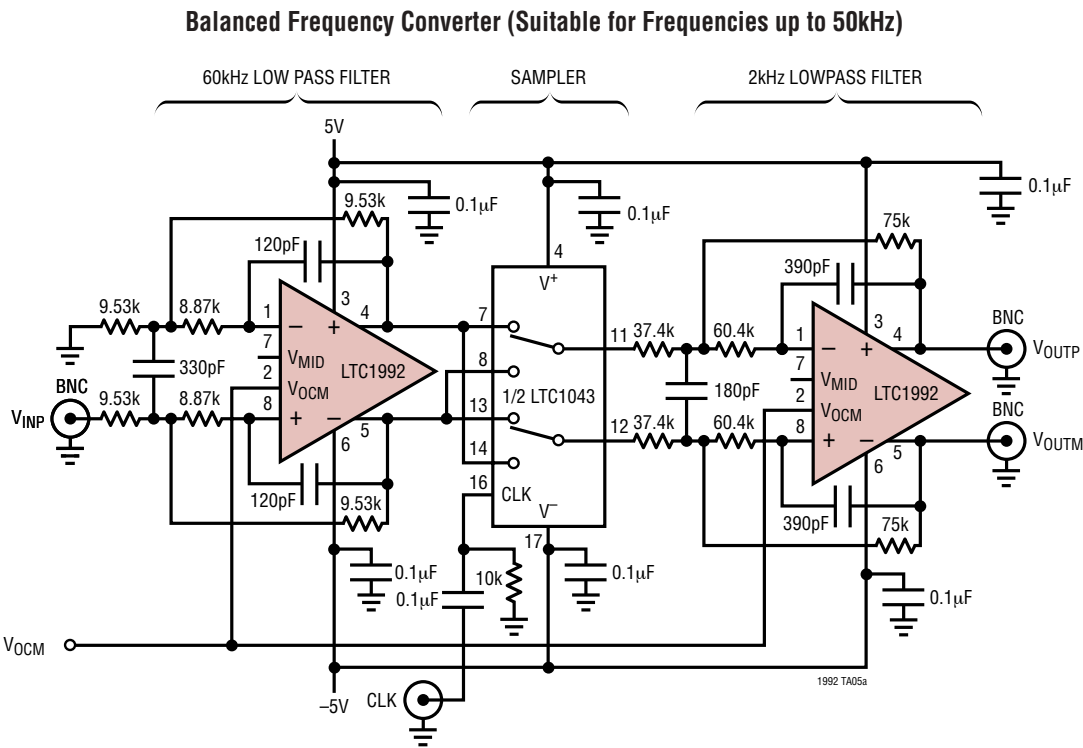 Balanced Frequency Converter (Suitable for Frequencies up to 50kHz)
60kHz LOW PASS FILTER
SAMPLER
2kHz LOWPASS FILTER
5V
0.1μF
0.1μF
0.1μF
9.53k
75k
120pF
390pF
4
V+
9.53k
8.87k
1
–
+
3
4
7
11
37.4k
60.4k
1
–
+
3
4
BNC
VOUTP
7
VMID
330pF
2
VOCM
LTC1992
8
1/2 LTC1043
180pF
7
VMID
2
VOCM
LTC1992
BNC
VINP
9.53k
8.87k
8
+
–
5
6
13
12
37.4k
60.4k
8
+
–
5
6
BNC
VOUTM
14
16
CLK
V–
17
120pF
9.53k
390pF
75k
0.1μF
0.1μF
10k
0.1μF
0.1μF
VOCM
–5V
CLK
1992 TA05a